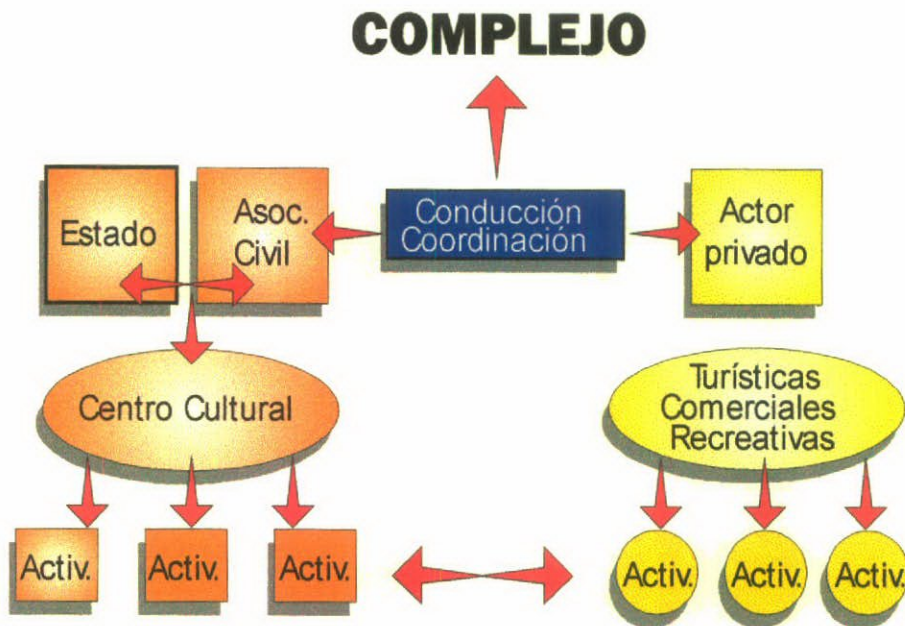 COMPLEJO
Estado
Asoc.
Civil
Conducción
Coordinación
Actor
privado
Centro Cultural
Turísticas
Comerciales
Recreativas
Activ.
Activ.
Activ.
Activ.
Activ.
Activ.